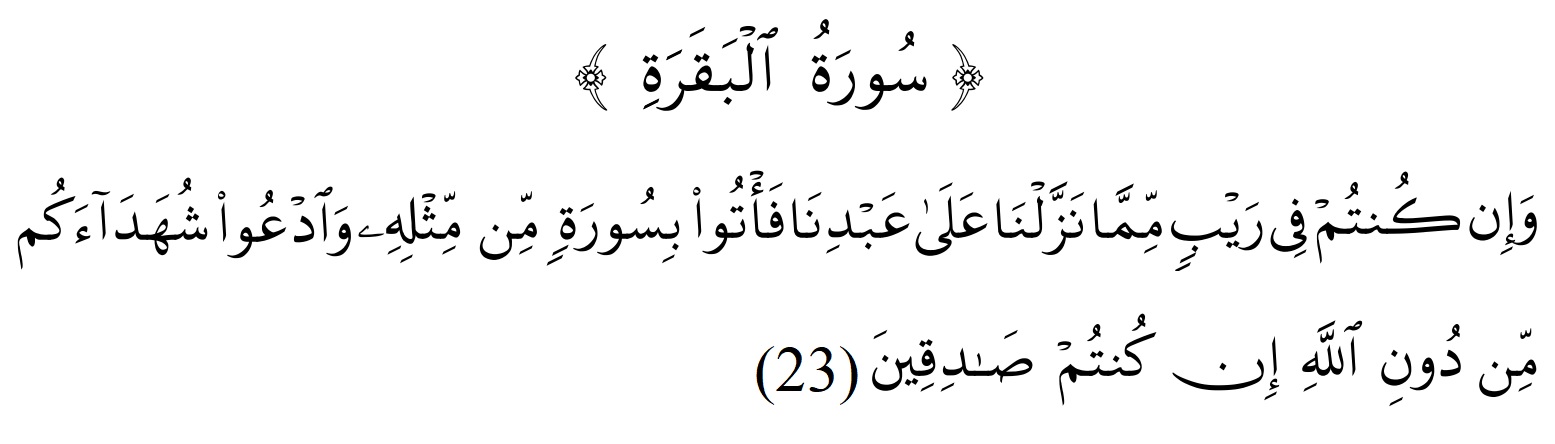 ﴿ سُورَةُ ٱلْبَقَرَةِ ﴾
وَإِن كُنتُمْ فِى رَيْبٍ مِّمَّا نَزَّلْنَا عَلَىٰ عَبْدِنَا فَأْتُوا۟ بِسُورَةٍ مِّن مِّثْلِهِۦ وَٱدْعُوا۟ شُهَدَآءَكُم
مِّن دُونِ ٱللَّهِ إِن كُنتُمْ صَـٰدِقِينَ (23)